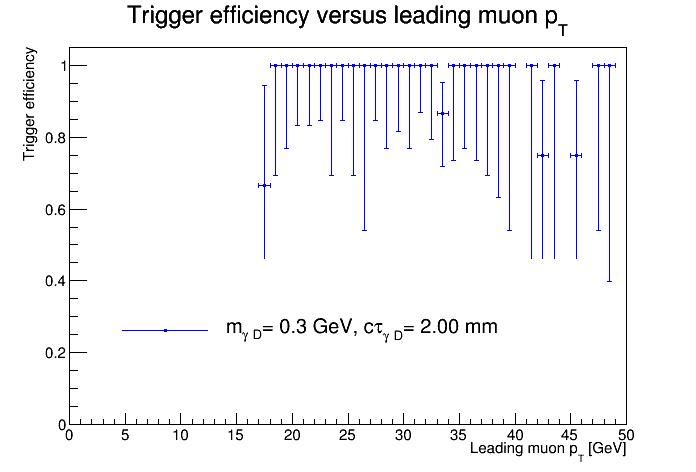 Trigger efficiency versus leading muon p_T
Trigger efficiency
1
0.8
0.6
0.4
0.2
0
m_γ D= 0.3 GeV, cτ_γ D= 2.00 mm
0 5 10 15 20 25 30 35 40 45 50
Leading muon p_T [GeV]